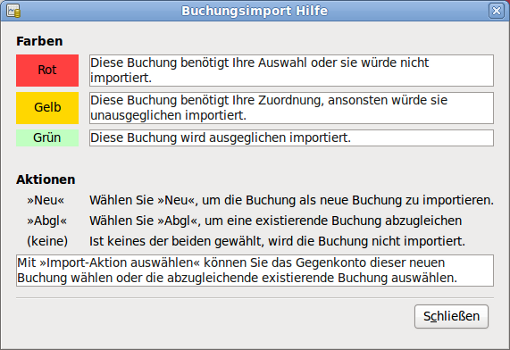 Buchungsimport Hilfe
Farben
Rot
Diese Buchung benötigt Ihre Auswahl oder sie würde nicht
importiert.
Gelb
Diese Buchung benötigt Ihre Zuordnung, ansonsten würde sie
unausgeglichen importiert.
Grün
Diese Buchung wird ausgeglichen importiert.
Aktionen
»Neu« Wählen Sie »Neu«, um die Buchung als neue Buchung zu importieren.
»Abgl« Wählen Sie »Abgl«, um eine existierende Buchung abzugleichen
(keine) Ist keines der beiden gewählt, wird die Buchung nicht importiert.
Mit »Import-Aktion auswählen« können Sie das Gegenkonto dieser neuen
Buchung wählen oder die abzugleichende existierende Buchung auswählen.
Schließen